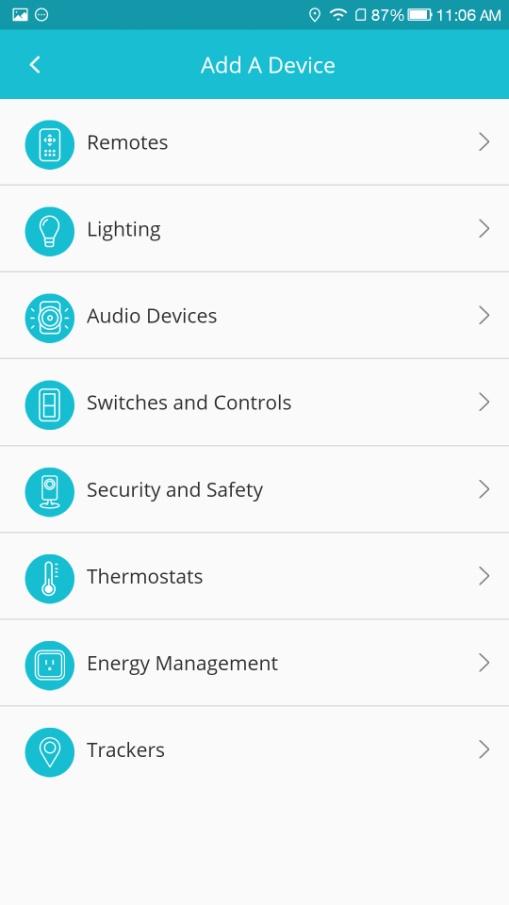 87% 11:06 AM
Add A Device
Remotes
Lighting
Audio Devices
Switches and Controls
Security and Safety
Thermostats
Energy Management
Trackers